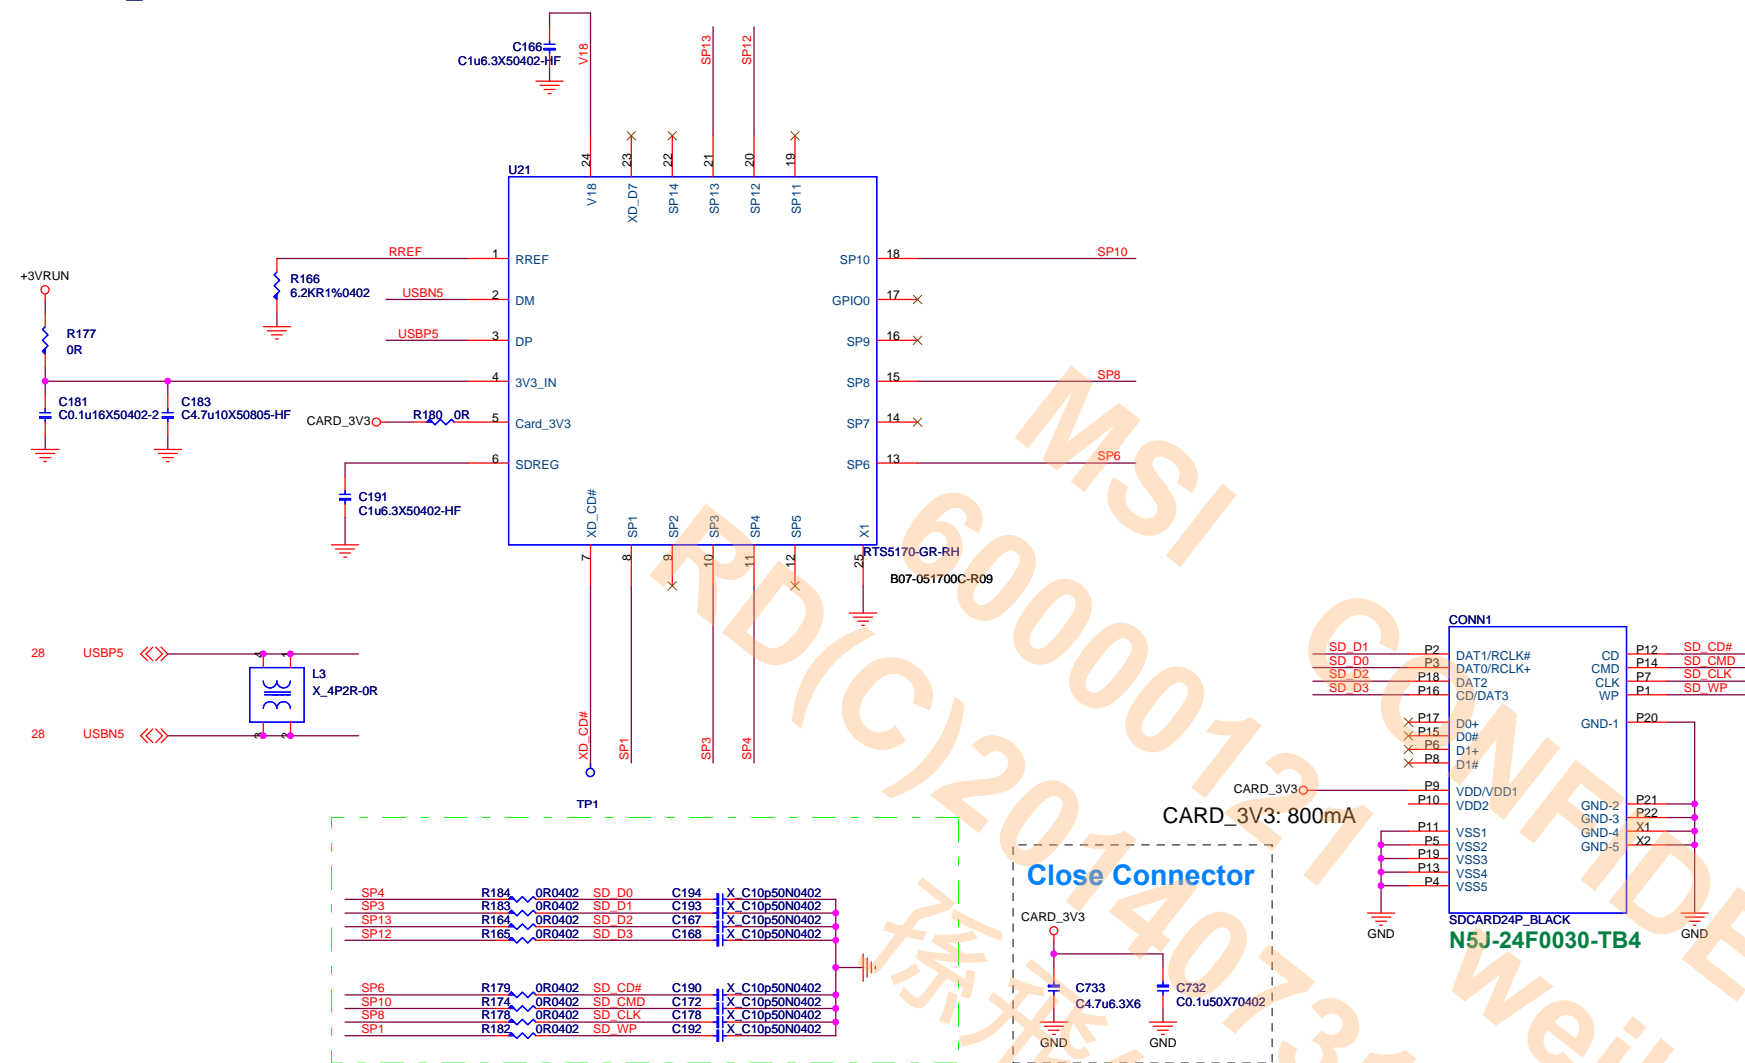 C166
C1u6.3X50402-HF
V18
SP13
SP12
24
23
22
21
20
19
U21
V18
XD_D7
SP14
SP13
SP12
SP11
RREF
1
RREF
R166
6.2KR1%0402
USBN5
2
DM
USBP5
3
DP
+3VRUN
R177
0R
4
3V3_IN
C181
C0.1u16X50402-2
C183
C4.7u10X50805-HF
CARD_3V3
R180
0R
5
Card_3V3
6
SDREG
C191
C1u6.3X50402-HF
SP10
18
SP10
GPIO0
17
SP9
16
SP8
15
SP8
SP7
14
SP6
13
SP6
XD_CD#
SP1
SP2
SP3
SP4
SP5
X1
7
8
9
10
11
12
25
RTS5170-GR-RH
B07-051700C-R09
XD_CD#
SP1
SP3
SP4
TP1
28 USBP5
4 1
L3
X_4P2R-0R
28 USBN5
3 2
SP4 R184 0R0402 SD_D0 C194 X_C10p50N0402
SP3 R183 0R0402 SD_D1 C193 X_C10p50N0402
SP13 R164 0R0402 SD_D2 C167 X_C10p50N0402
SP12 R165 0R0402 SD_D3 C168 X_C10p50N0402
SP6 R179 0R0402 SD_CD# C190 X_C10p50N0402
SP10 R174 0R0402 SD_CMD C172 X_C10p50N0402
SP8 R178 0R0402 SD_CLK C178 X_C10p50N0402
SP1 R182 0R0402 SD_WP C192 X_C10p50N0402
CARD_3V3
CARD_3V3: 800mA
Close Connector
CARD_3V3
C733
C4.7u6.3X6
C732
C0.1u50X70402
GND
GND
CONN1
SD_D1 P2 DAT1/RCLK#
SD_D0 P3 DAT0/RCLK+
SD_D2 P18 DAT2
SD_D3 P16 CD/DAT3
P17 D0+
P15 D0#
P6 D1+
P8 D1#
P9 VDD/VDD1
P10 VDD2
P11 VSS1
P5 VSS2
P19 VSS3
P13 VSS4
P4 VSS5
CD P12 SD_CD#
CMD P14 SD_CMD
CLK P7 SD_CLK
WP P1 SD_WP
GND-1 P20
GND-2 P21
GND-3 P22
GND-4 X1
GND-5 X2
GND
GND
SDCARD24P_BLACK
N5J-24F0030-TB4
MSI
60000121
RD(C)2014073
CONFIDE
孫飛
wei